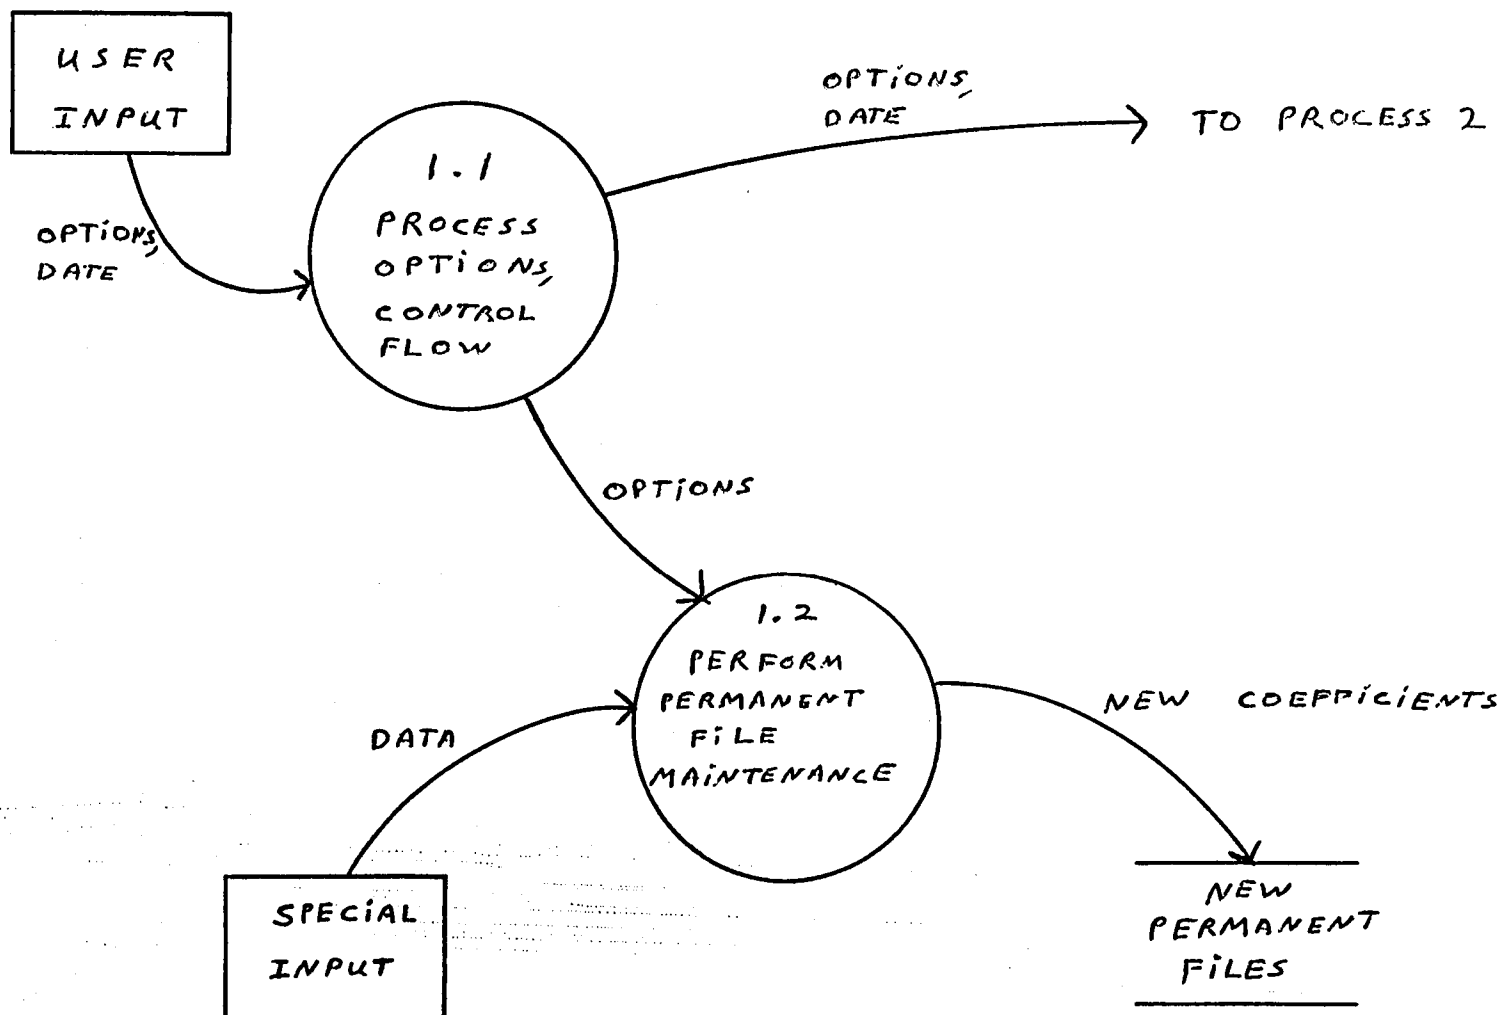 USER
INPUT
OPTIONS,
DATE
1.1
PROCESS
OPTIONS,
CONTROL
FLOW
OPTIONS,
DATE
TO PROCESS 2
OPTIONS
1.2
PERFORM
PERMANENT
FILE
MAINTENANCE
DATA
SPECIAL
INPUT
NEW COEFFICIENTS
NEW
PERMANENT
FILES